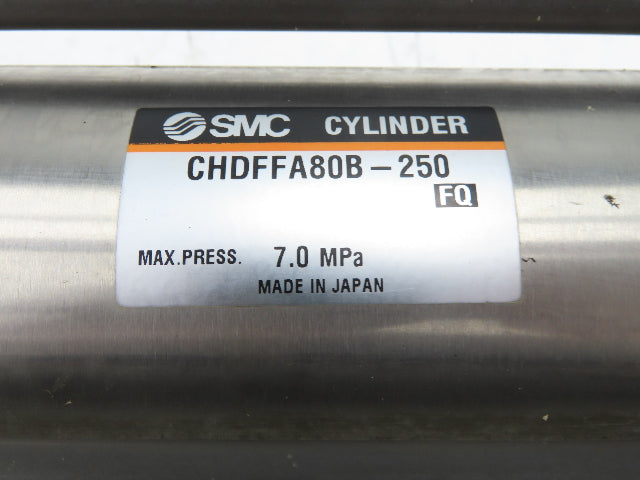 SMC CYLINDER
CHDFFA80B-250
FQ
MAX.PRESS. 7.0 MPa
MADE IN JAPAN